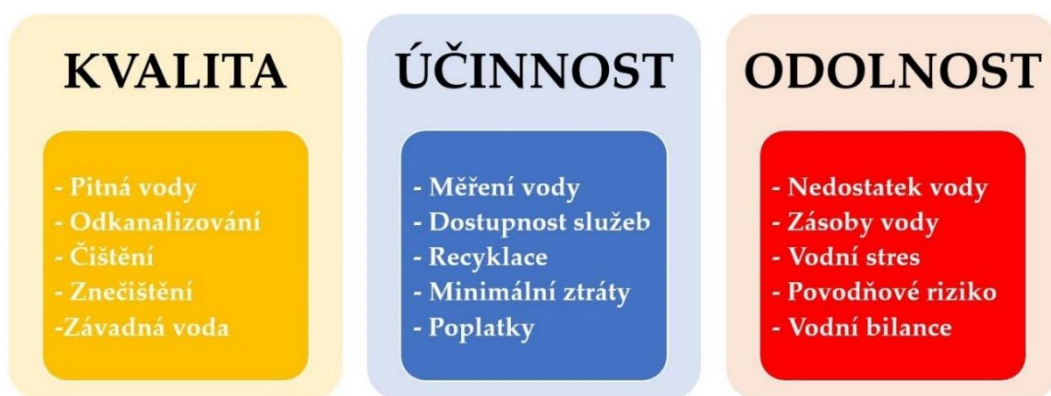 KVALITA
- Pitná vody
- Odkanalizování
- Čištění
- Znečištění
-Závadná voda
ÚČINNOST
- Měření vody
- Dostupnost služeb
- Recyklace
- Minimální ztráty
- Poplatky
ODOLNOST
- Nedostatek vody
- Zásoby vody
- Vodní stres
- Povodňové riziko
- Vodní bilance